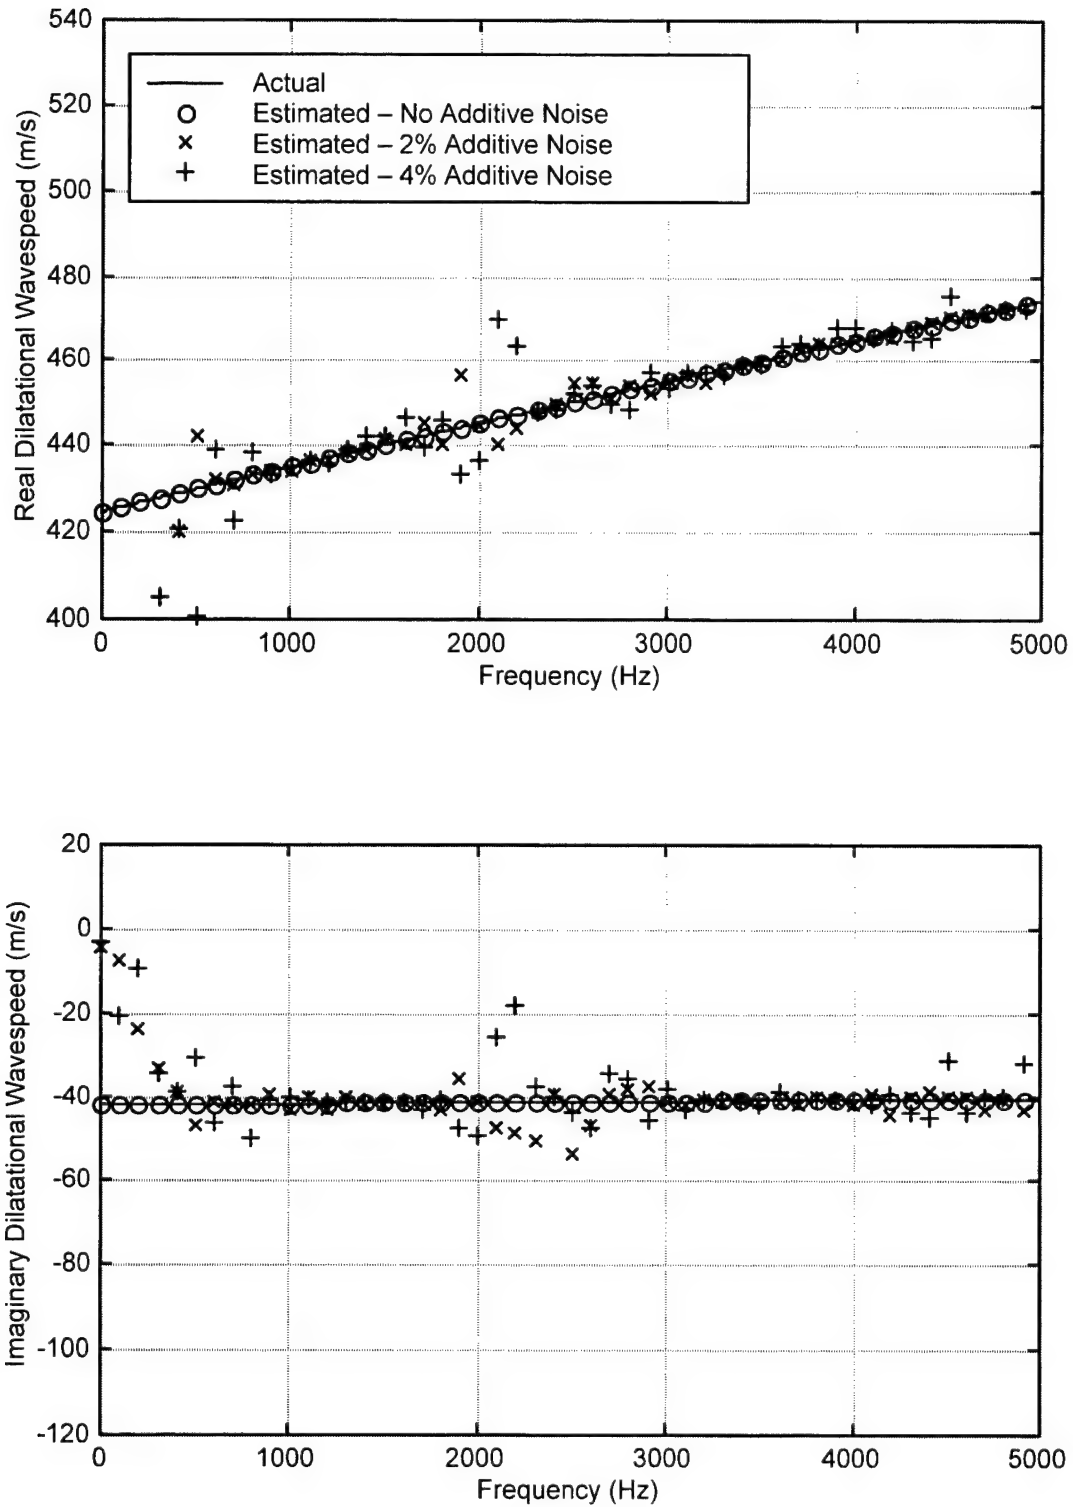 540
520
500
480
460
440
420
400
Real Dilatational Wavespeed (m/s)
Actual
Estimated – No Additive Noise
Estimated – 2% Additive Noise
Estimated – 4% Additive Noise
0 1000 2000 3000 4000 5000
Frequency (Hz)
20
0
-20
-40
-60
-80
-100
-120
Imaginary Dilatational Wavespeed (m/s)
0 1000 2000 3000 4000 5000
Frequency (Hz)